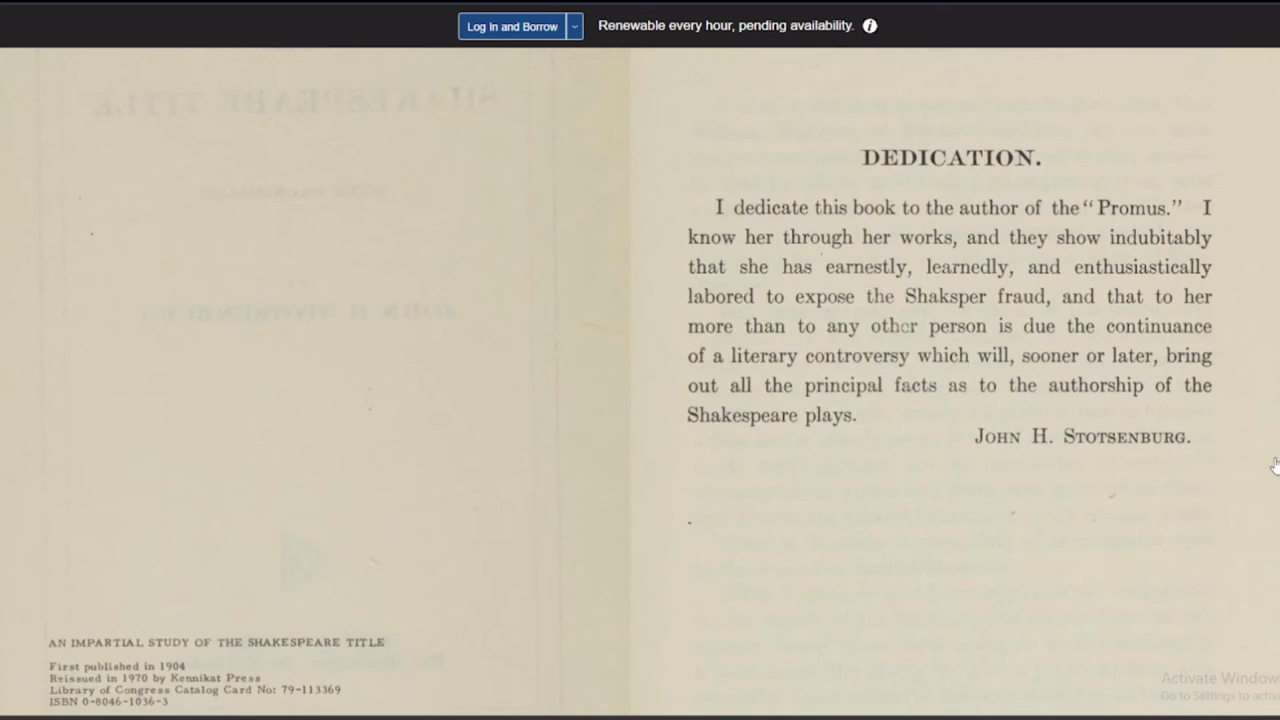 Log In and Borrow
Renewable every hour, pending availability.
DEDICATION.
I dedicate this book to the author of the "Promus." I
know her through her works, and they show indubitably
that she has earnestly, learnedly, and enthusiastically
labored to expose the Shaksper fraud, and that to her
more than to any other person is due the continuance
of a literary controversy which will, sooner or later, bring
out all the principal facts as to the authorship of the
Shakespeare plays.
JOHN H. STOTSENBURG.
AN IMPARTIAL STUDY OF THE SHAKESPEARE TITLE
First published in 1904
Reissued in 1970 by Kennikat Press
Library of Congress Catalog Card No: 79-113369
ISBN 0-8046-1036-3
Activate Windows
Go to Settings to activa